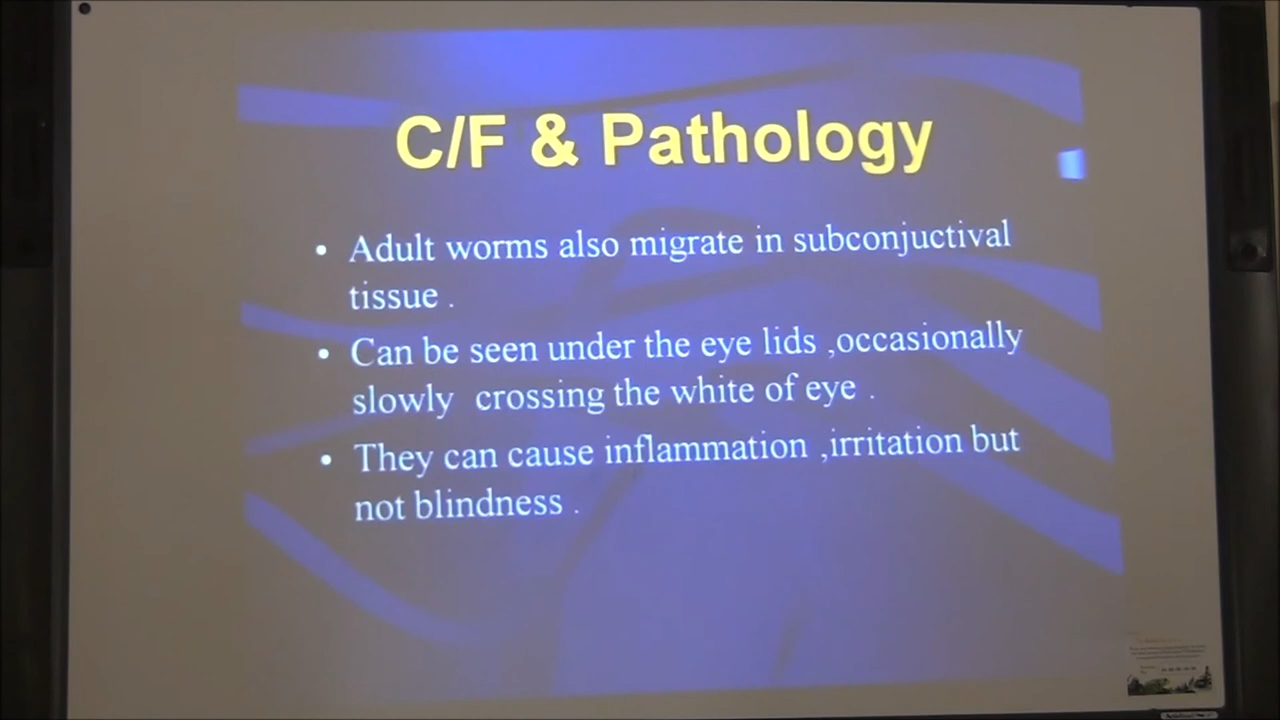 C/F & Pathology
• Adult worms also migrate in subconjuctival
tissue .
• Can be seen under the eye lids ,occasionally
slowly  crossing the white of eye .
• They can cause inflammation ,irritation but
not blindness .